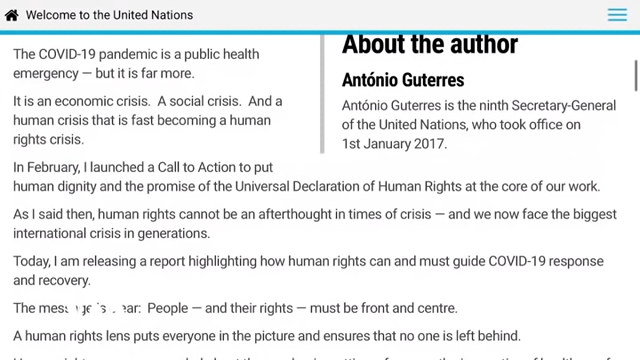 Welcome to the United Nations
The COVID-19 pandemic is a public health
emergency — but it is far more.
It is an economic crisis. A social crisis. And a
human crisis that is fast becoming a human
rights crisis.
About the author
António Guterres
António Guterres is the ninth Secretary-General
of the United Nations, who took office on
1st January 2017.
In February, I launched a Call to Action to put
human dignity and the promise of the Universal Declaration of Human Rights at the core of our work.
As I said then, human rights cannot be an afterthought in times of crisis — and we now face the biggest
international crisis in generations.
Today, I am releasing a report highlighting how human rights can and must guide COVID-19 response
and recovery.
The People — and their rights — must be front and centre.
A human rights lens puts everyone in the picture and ensures that no one is left behind.